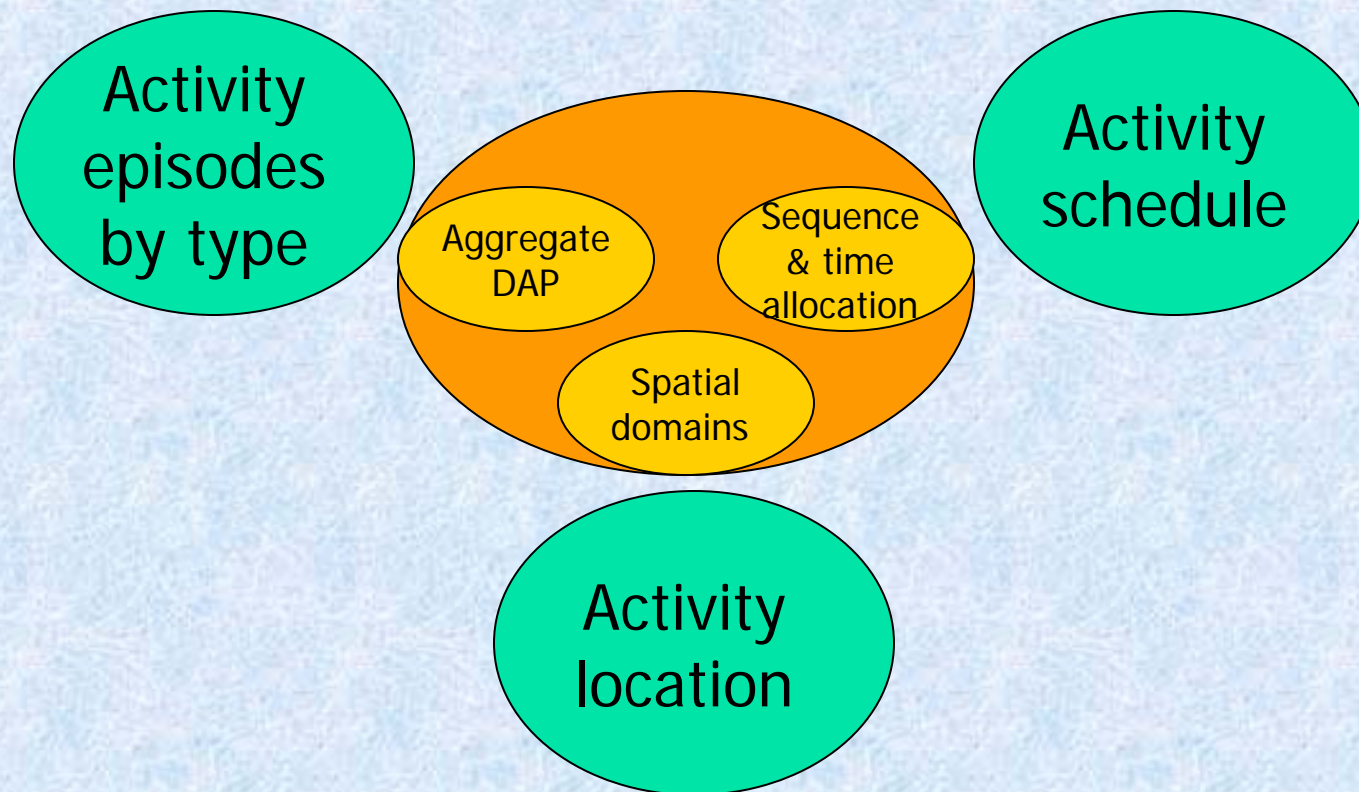 Activity
episodes
by type
Aggregate
DAP
Sequence
& time
allocation
Spatial
domains
Activity
schedule
Activity
location